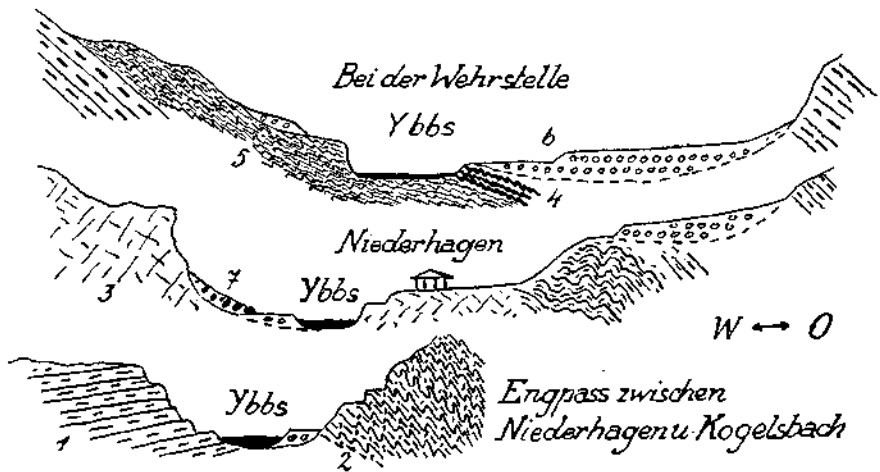 Bei der Wehrstelle
Ybbs
6
5
4
Niederhagen
3
7
Ybbs
W ↔ O
Ybbs
Engpass zwischen
Niederhagen u. Kogelsbach
1
2